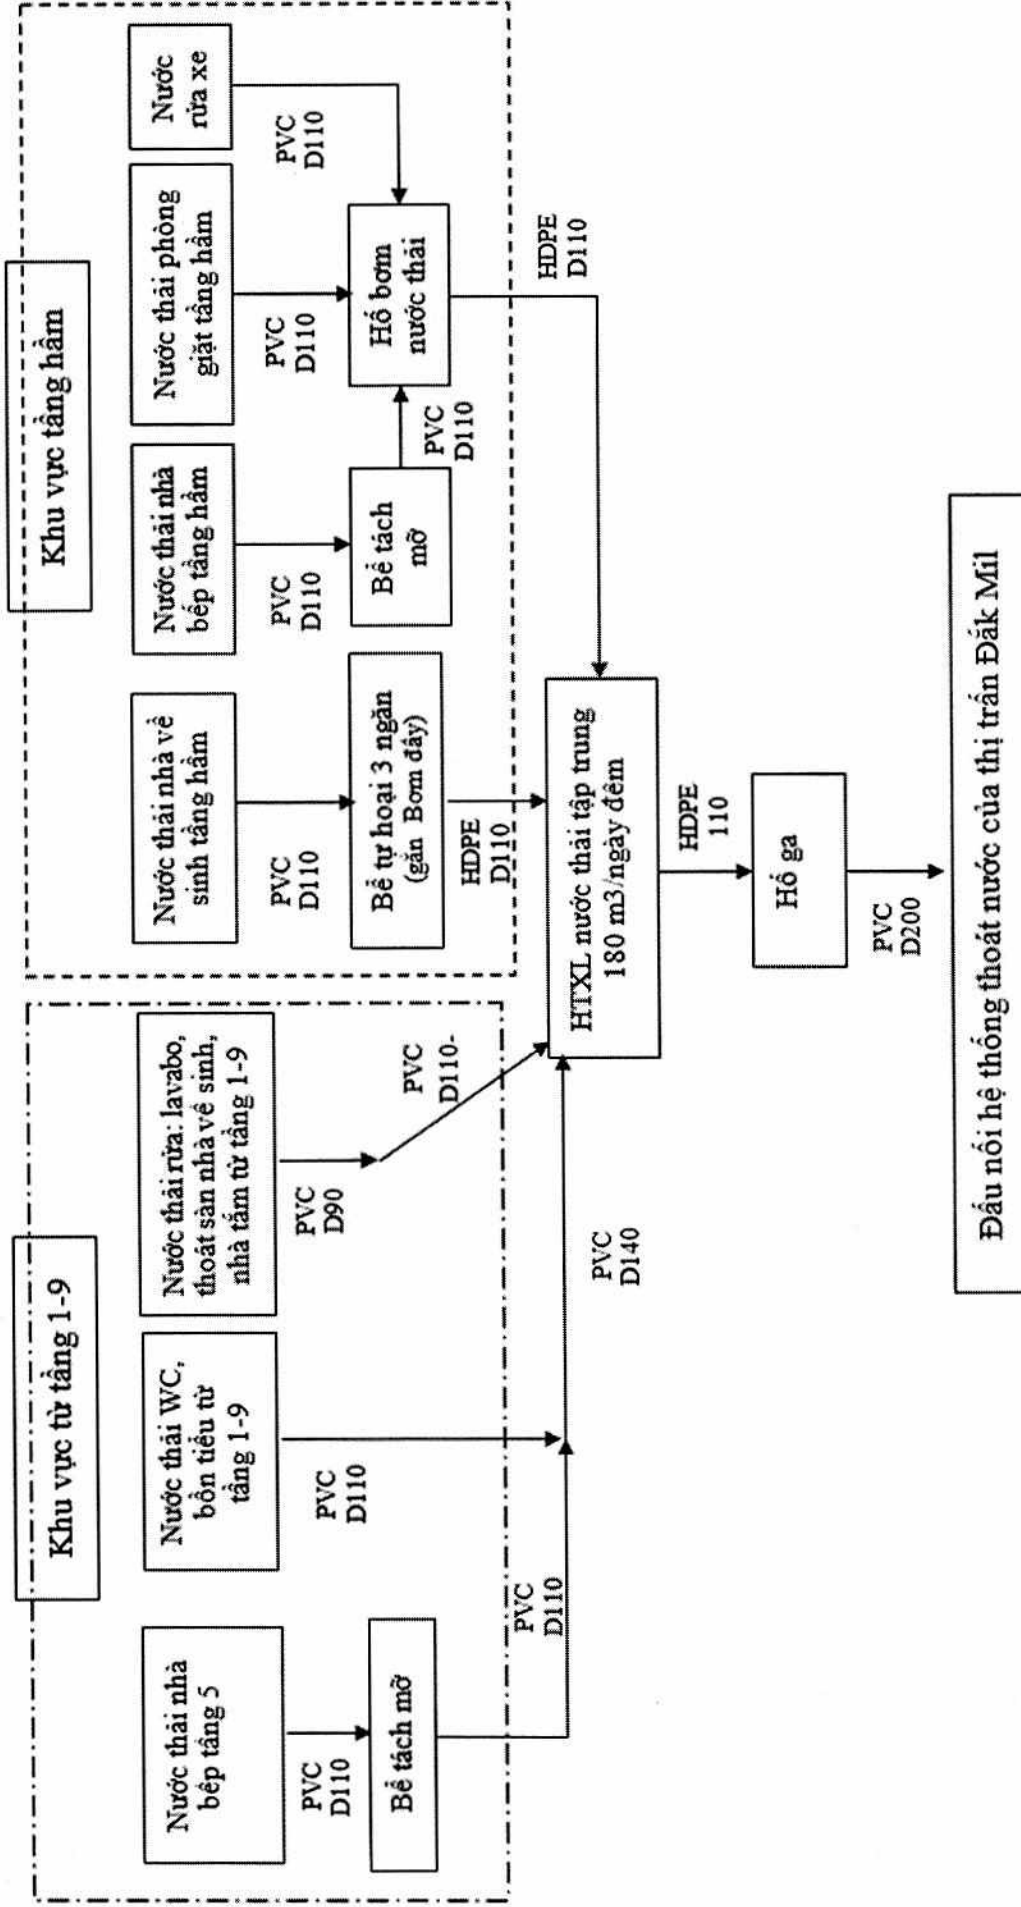 Khu vực từ tầng 1-9
Nước thải nhà
bếp tầng 5
PVC
D110
Bể tách mỡ
PVC
D110
Nước thải WC,
bồn tiểu từ
tầng 1-9
PVC
D110
Nước thải rửa: lavabo,
thoát sàn nhà vệ sinh,
nhà tắm từ tầng 1-9
PVC
D90
PVC
D110-
PVC
D140
Khu vực tầng hầm
Nước thải nhà vệ
sinh tầng hầm
PVC
D110
Bể tự hoại 3 ngăn
(gắn Bơm đẩy)
HDPE
D110
Nước thải nhà
bếp tầng hầm
PVC
D110
Bể tách
mỡ
PVC
D110
Nước thải phòng
giặt tầng hầm
PVC
D110
Nước
rửa xe
PVC
D110
Hố bơm
nước thải
HDPE
D110
HTXL nước thải tập trung
180 m3/ngày đêm
HDPE
110
Hố ga
PVC
D200
Đấu nối hệ thống thoát nước của thị trấn Đăk Mil